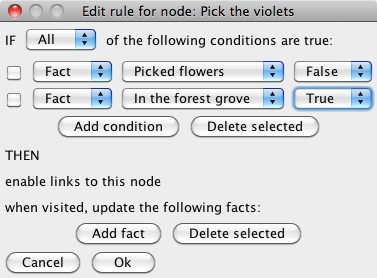 Edit rule for node: Pick the violets
IF All of the following conditions are true:
Fact Picked flowers False
Fact In the forest grove True
Add condition Delete selected
THEN
enable links to this node
when visited, update the following facts:
Add fact Delete selected
Cancel Ok